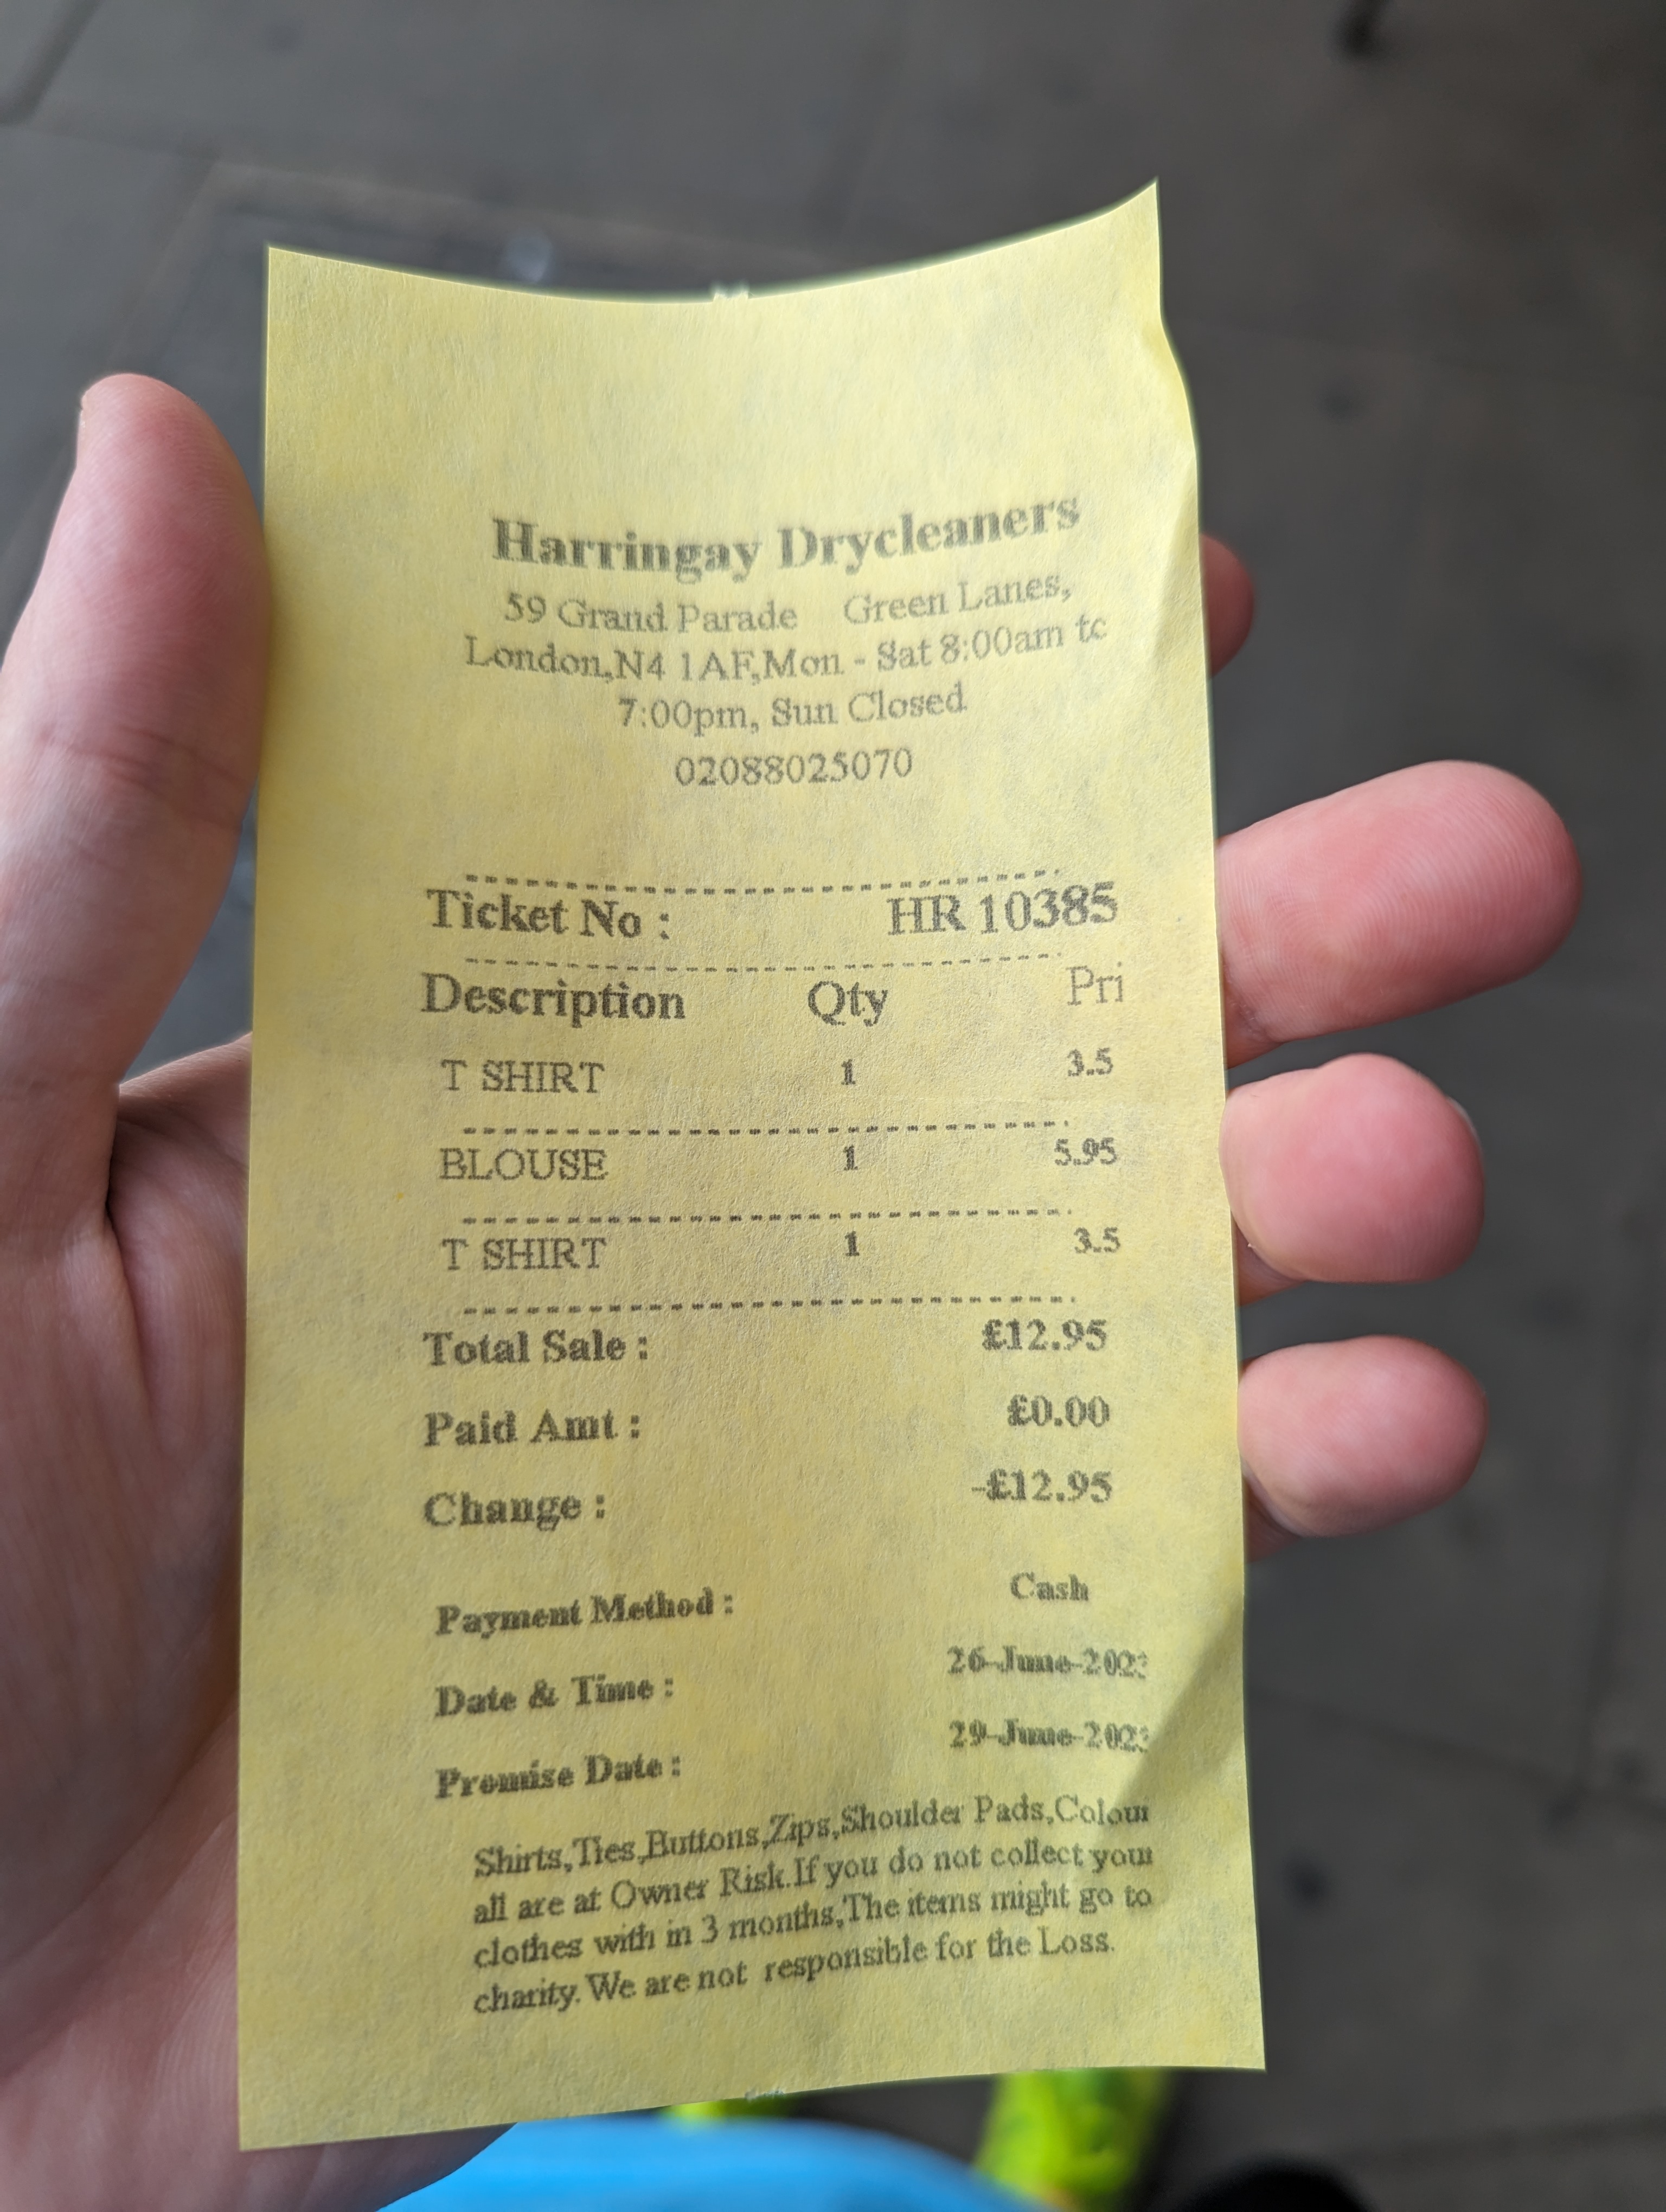 Harringay Drycleaners
59 Grand Parade Green Lanes,
London,N4 1AF,Mon - Sat 8:00am to
7:00pm, Sun Closed
02088025070
Ticket No : HR 10385
Description Qty Pri
T SHIRT 1 3.5
BLOUSE 1 5.95
T SHIRT 1 3.5
Total Sale : £12.95
Paid Amt : £0.00
Change : -£12.95
Payment Method : Cash
Date & Time : 26-June-202
Promise Date : 29-June-202
Shirts,Ties,Buttons,Zips,Shoulder Pads,Colour
all are at Owner Risk.If you do not collect your
clothes with in 3 months,The items might go to
charity.We are not responsible for the Loss.